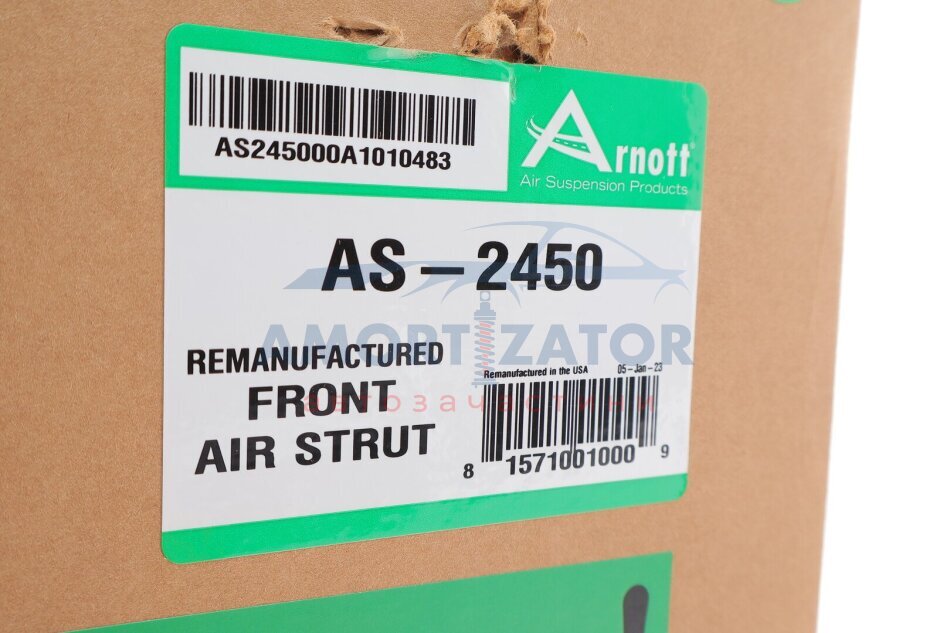 AS245000A1010483
Arnott
Air Suspension Products
AS – 2450
AMORTIZATOR
автозачастини
REMANUFACTURED
FRONT
AIR STRUT
Remanufactured in the USA 05-Jan-23
8 1571001000 9
!